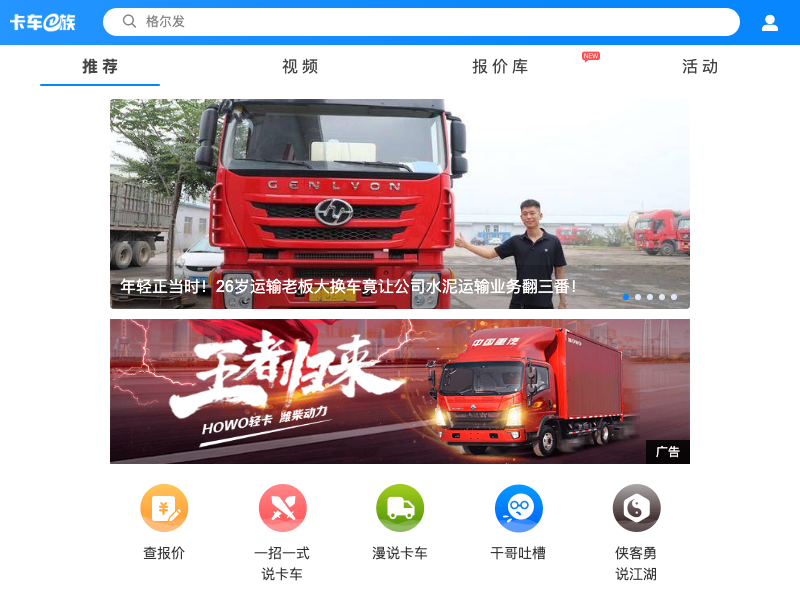 卡车e族
格尔发
推荐
视频
报价库
NEW
活动
GENLYON
年轻正当时！26岁运输老板大换车竟让公司水泥运输业务翻三番！
王者归来
HOWO轻卡 潍柴动力
中国重汽
HOWO
广告
查报价
一招一式
说卡车
漫说卡车
干哥吐槽
侠客勇
说江湖